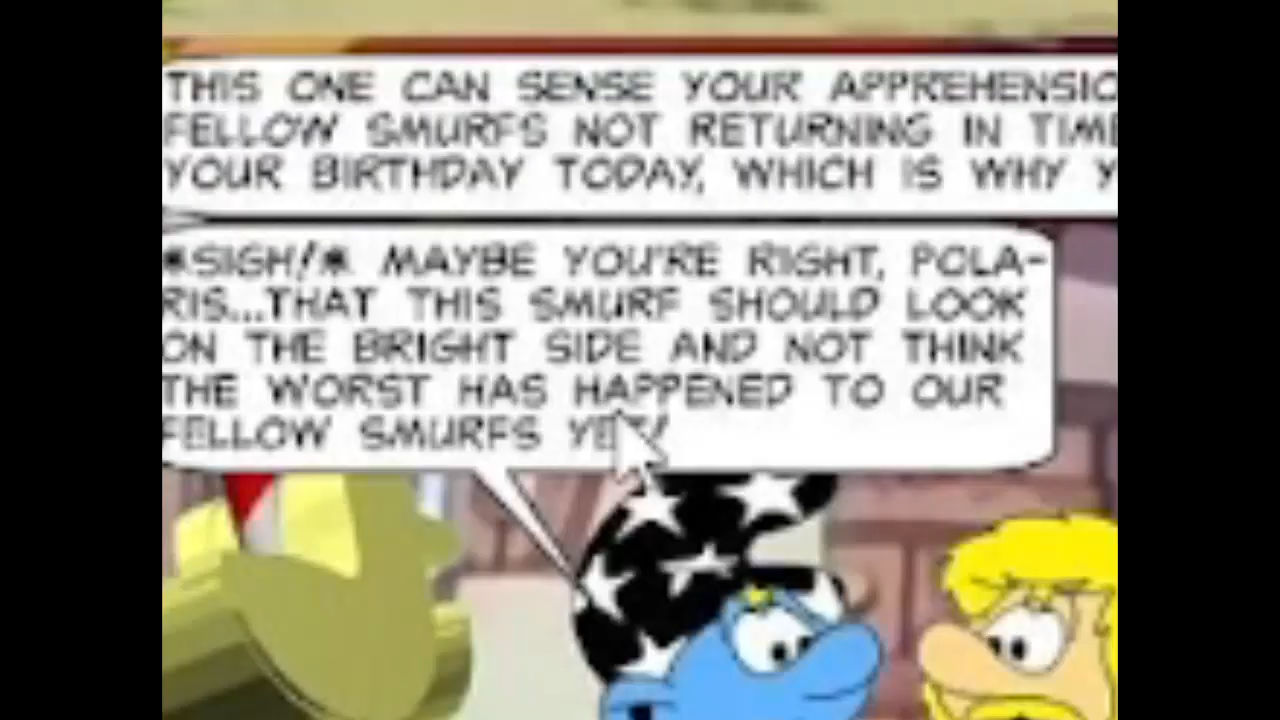 THIS ONE CAN SENSE YOUR APPREHENSIO
FELLOW SMURFS NOT RETURNING IN TIME
YOUR BIRTHDAY TODAY, WHICH IS WHY Y
*SIGH!* MAYBE YOU'RE RIGHT, POLA-
RIS...THAT THIS SMURF SHOULD LOOK
ON THE BRIGHT SIDE AND NOT THINK
THE WORST HAS HAPPENED TO OUR
FELLOW SMURFS YET!